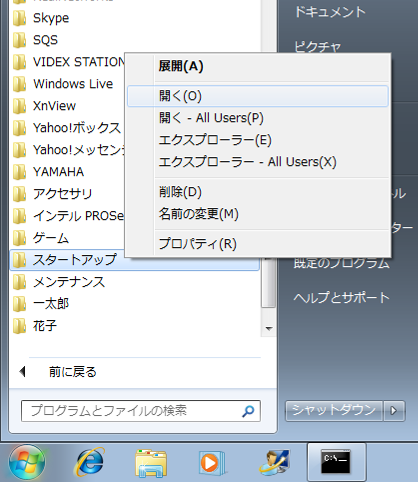 Skype
SQS
VIDEX STATION
Windows Live
XnView
Yahoo!ボックス
Yahoo!メッセンジ
YAMAHA
アクセサリ
インテル PROSe
ゲーム
スタートアップ
メンテナンス
一太郎
花子
前に戻る
プログラムとファイルの検索
展開(A)
開く(O)
開く - All Users(P)
エクスプローラー(E)
エクスプローラー - All Users(X)
削除(D)
名前の変更(M)
プロパティ(R)
ドキュメント
ピクチャ
ール
ター
既定のプログラム
ヘルプとサポート
シャットダウン
C:\_